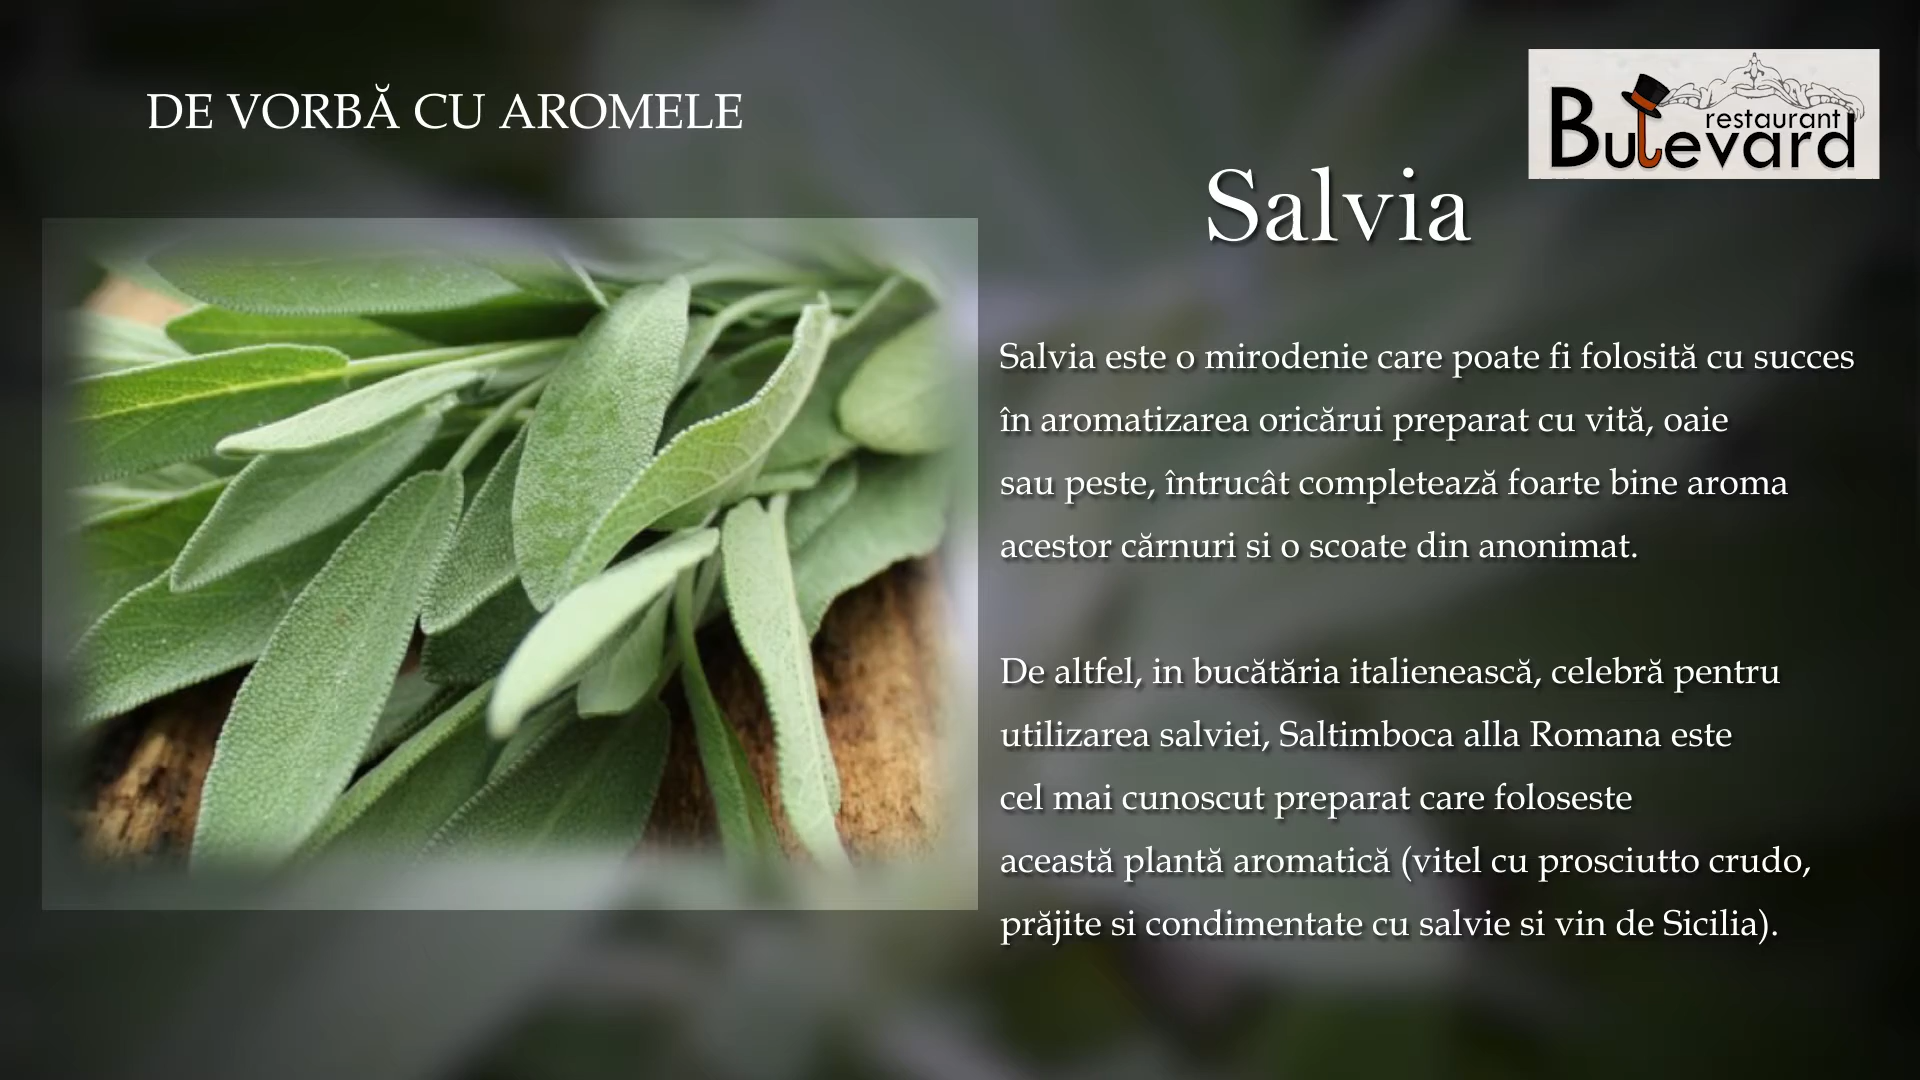 DE VORBĂ CU AROMELE
restaurant
Bulevard
Salvia
Salvia este o mirodenie care poate fi folosită cu succes
în aromatizarea oricărui preparat cu vită, oaie
sau peste, întrucât completează foarte bine aroma
acestor cărnuri si o scoate din anonimat.
De altfel, in bucătăria italienească, celebră pentru
utilizarea salviei, Saltimboca alla Romana este
cel mai cunoscut preparat care foloseste
această plantă aromatică (vitel cu prosciutto crudo,
prăjite si condimentate cu salvie si vin de Sicilia).